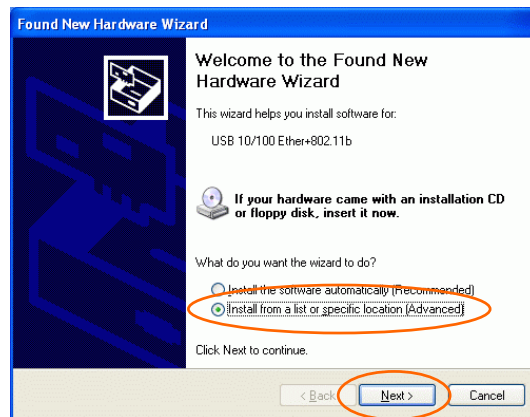 Found New Hardware Wizard
Welcome to the Found New
Hardware Wizard
This wizard helps you install software for:
USB 10/100 Ether+802.11b
If your hardware came with an installation CD
or floppy disk, insert it now.
What do you want the wizard to do?
Install the software automatically (Recommended)
Install from a list or specific location (Advanced)
Click Next to continue.
< Back
Next >
Cancel